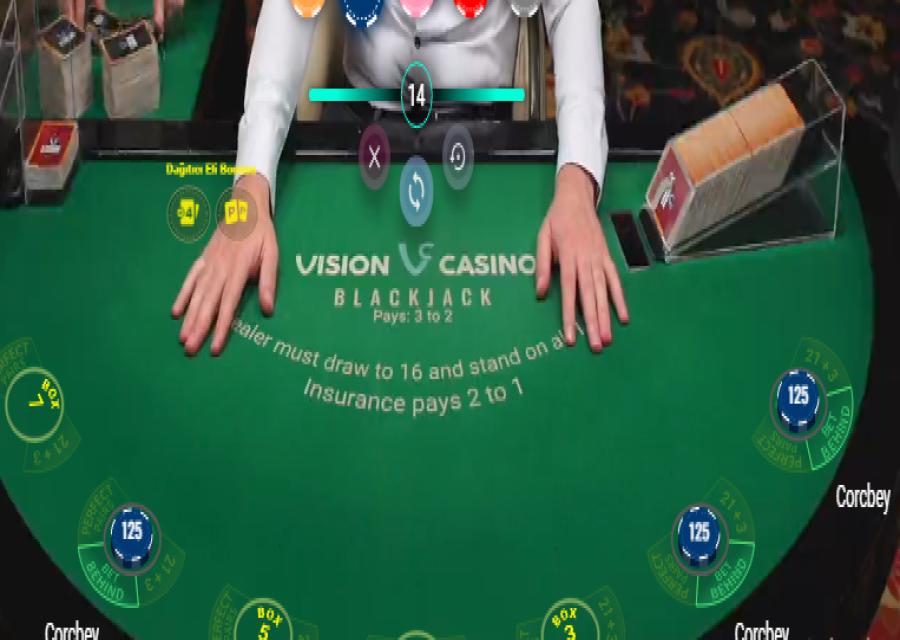 14
X
Dağıtıcı Eli Bonusu
VISION CASINO
BLACKJACK
Pays: 3 to 2
ealer must draw to 16 and stand on all 1
Insurance pays 2 to 1
PERFECT PAIRS
BOX
7
21+3
21+3
125
BET BEHIND
PERFECT PAIRS
Corcbey
PERFECT PAIRS
125
BET BEHIND
21+3
Corcbey
21+3
125
BET BEHIND
PERFECT PAIRS
Corcbey
BOX
5
BOX
3
21+3